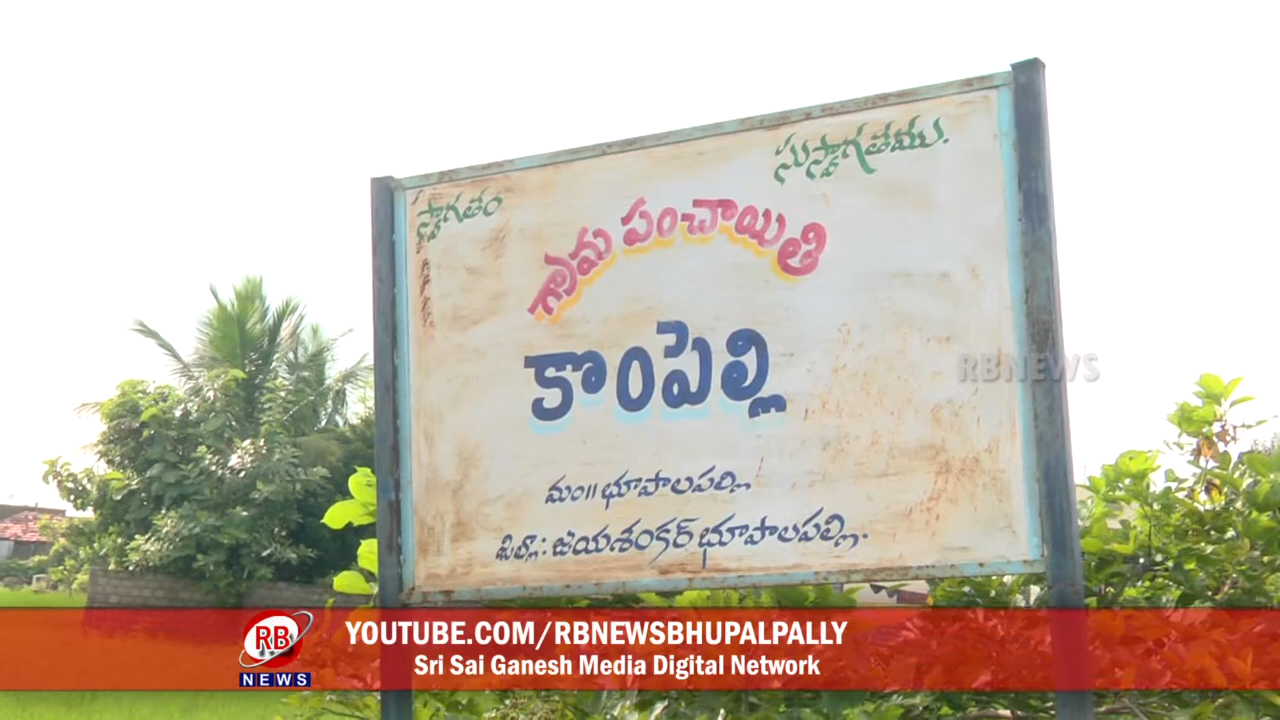 స్వాగతం
సుస్వాగతము.
గ్రామ పంచాయితి
కొంపెల్లి
మం॥ భూపాలపల్లి
జిల్లా: జయశంకర్ భూపాలపల్లి.
RBNEWS
RB
NEWS
YOUTUBE.COM/RBNEWSBHUPALPALLY
Sri Sai Ganesh Media Digital Network